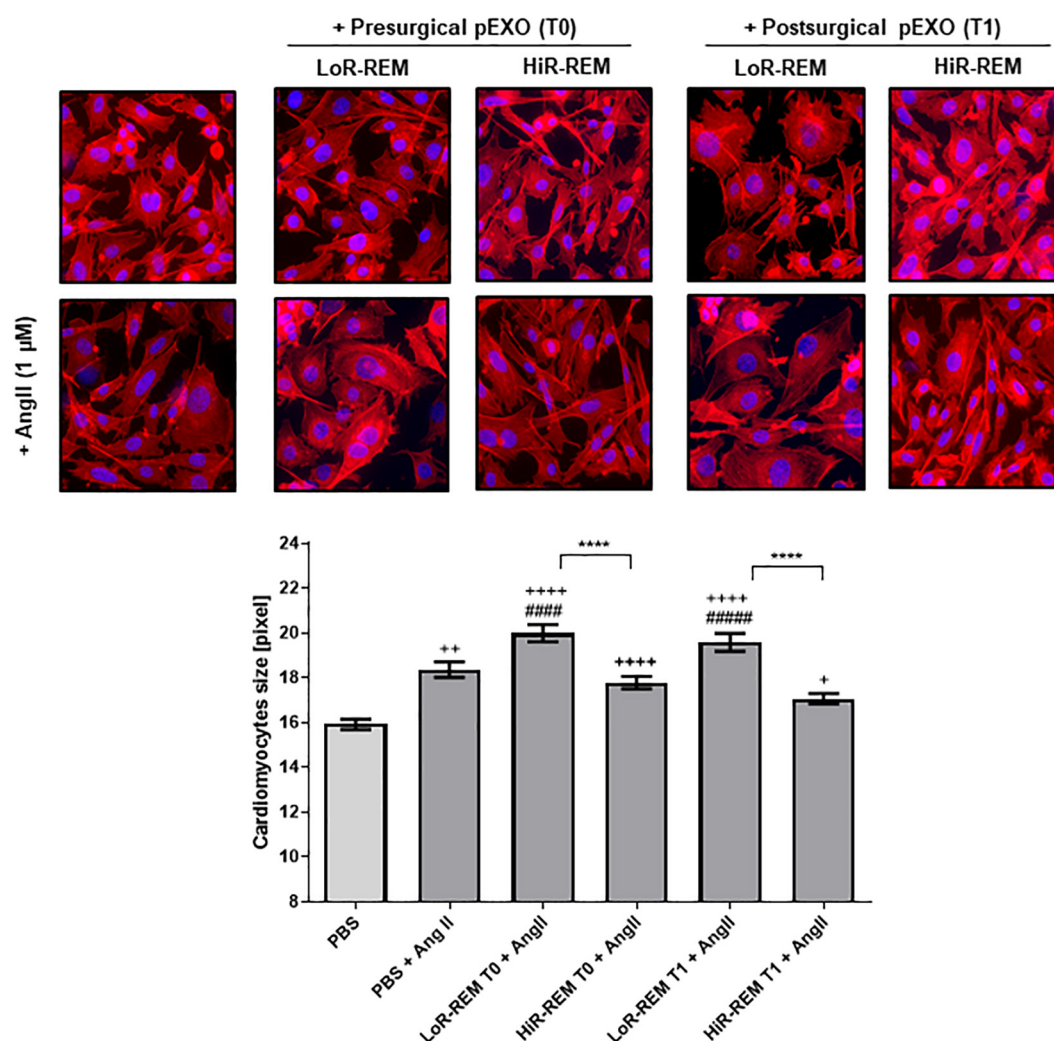 + Presurgical pEXO (T0)
+ Postsurgical pEXO (T1)
LoR-REM
HiR-REM
LoR-REM
HiR-REM
+ AngII (1 µM)
Cardiomyocytes size [pixel]
24
22
20
18
16
14
12
10
8
++
++++
####
++++
****
++++
#####
+
****
PBS
PBS + Ang II
LoR-REM T0 + AngII
HiR-REM T0 + AngII
LoR-REM T1 + AngII
HiR-REM T1 + AngII